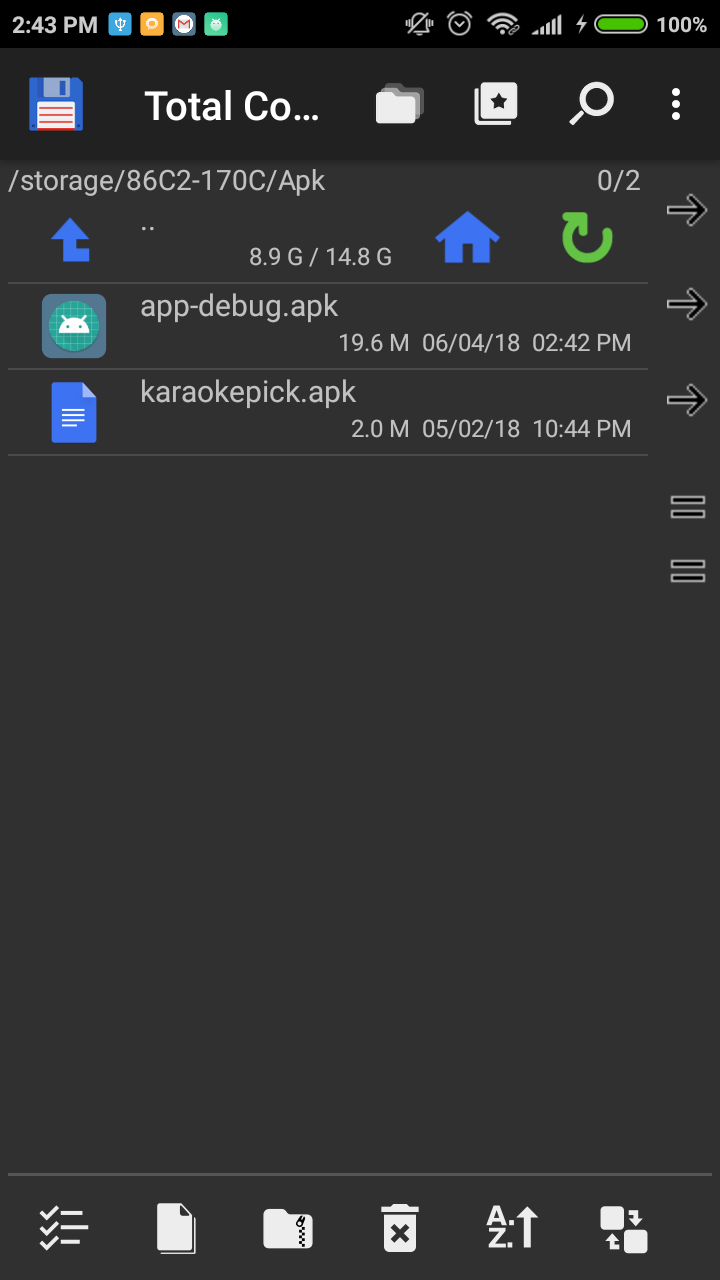 2:43 PM 100%
Total Co...
/storage/86C2-170C/Apk 0/2
..
8.9 G / 14.8 G
app-debug.apk
19.6 M 06/04/18 02:42 PM
karaokepick.apk
2.0 M 05/02/18 10:44 PM
A.
Z.